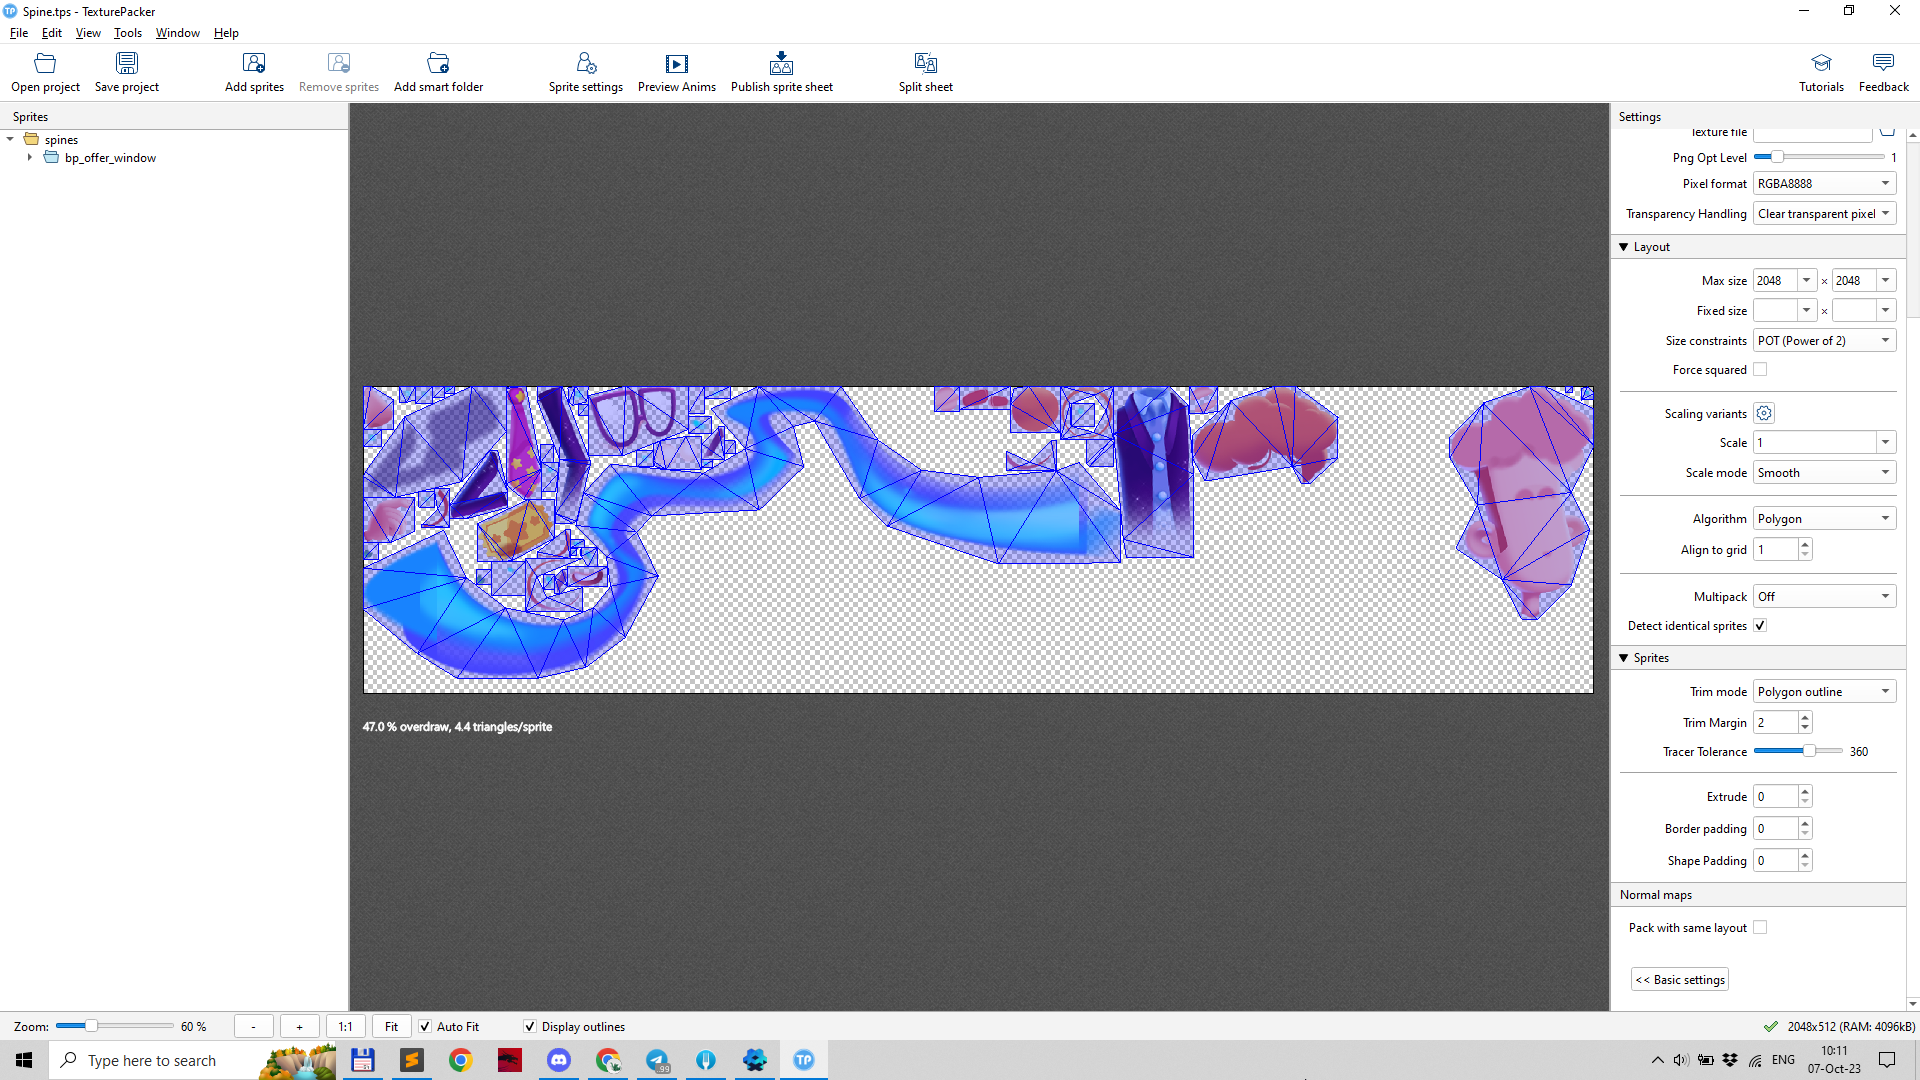 Spine.tps - TexturePacker
File Edit View Tools Window Help
Open project
Save project
Add sprites
Remove sprites
Add smart folder
Sprite settings
Preview Anims
Publish sprite sheet
Split sheet
Tutorials
Feedback
Sprites
spines
bp_offer_window
47.0 % overdraw, 4.4 triangles/sprite
Settings
Texture file
Png Opt Level 1
Pixel format RGBA8888
Transparency Handling Clear transparent pixel
Layout
Max size 2048 × 2048
Fixed size ×
Size constraints POT (Power of 2)
Force squared
Scaling variants
Scale 1
Scale mode Smooth
Algorithm Polygon
Align to grid 1
Multipack Off
Detect identical sprites
Sprites
Trim mode Polygon outline
Trim Margin 2
Tracer Tolerance 360
Extrude 0
Border padding 0
Shape Padding 0
Normal maps
Pack with same layout
<< Basic settings
Zoom: 60 % - + 1:1 Fit Auto Fit Display outlines
2048x512 (RAM: 4096kB)
Type here to search
.99
TP
ENG
10:11
07-Oct-23